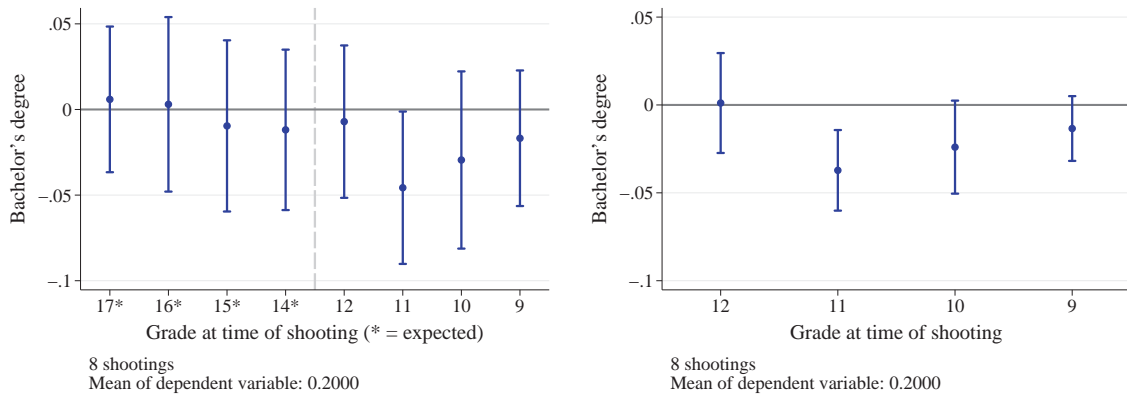 .05
0
−.05
−.1
Bachelor’s degree
17* 16* 15* 14* 12 11 10 9
Grade at time of shooting (* = expected)
8 shootings
Mean of dependent variable: 0.2000
.05
0
−.05
−.1
Bachelor’s degree
12 11 10 9
Grade at time of shooting
8 shootings
Mean of dependent variable: 0.2000